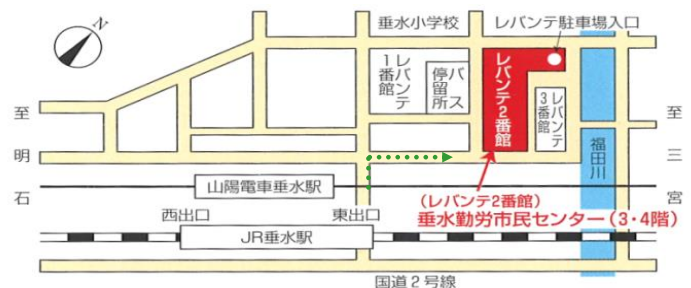 N
垂水小学校
レバンテ駐車場入口
レバンテ
1番館
バス
停留所
レバンテ2番館
レバンテ
3番館
至明石
至三宮
福田川
山陽電車垂水駅
(レバンテ2番館)
垂水勤労市民センター(3・4階)
西出口
東出口
JR垂水駅
国道2号線